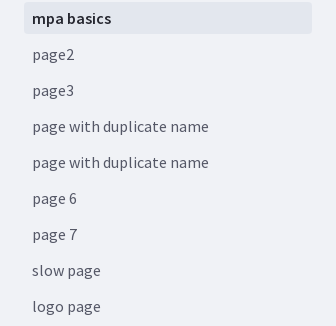 mpa basics
page2
page3
page with duplicate name
page with duplicate name
page 6
page 7
slow page
logo page